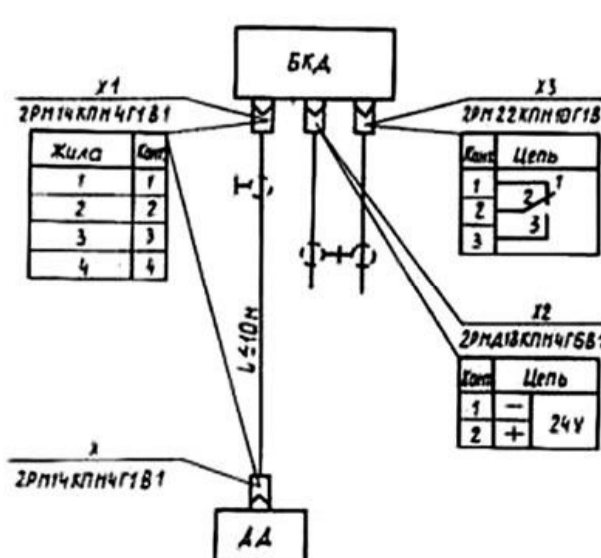 БКД
X1
2РМ14КПН4Г1В1
Жила Конт
1 1
2 2
3 3
4 4
X3
2РМ22КПН10Г1В
Конт Цепь
1
2
3
1
2
3
L≤10м
X2
2РМД18КПН4Г5В1
Конт Цепь
1 − 24V
2 +
X
2РМ14КПН4Г1В1
ДД